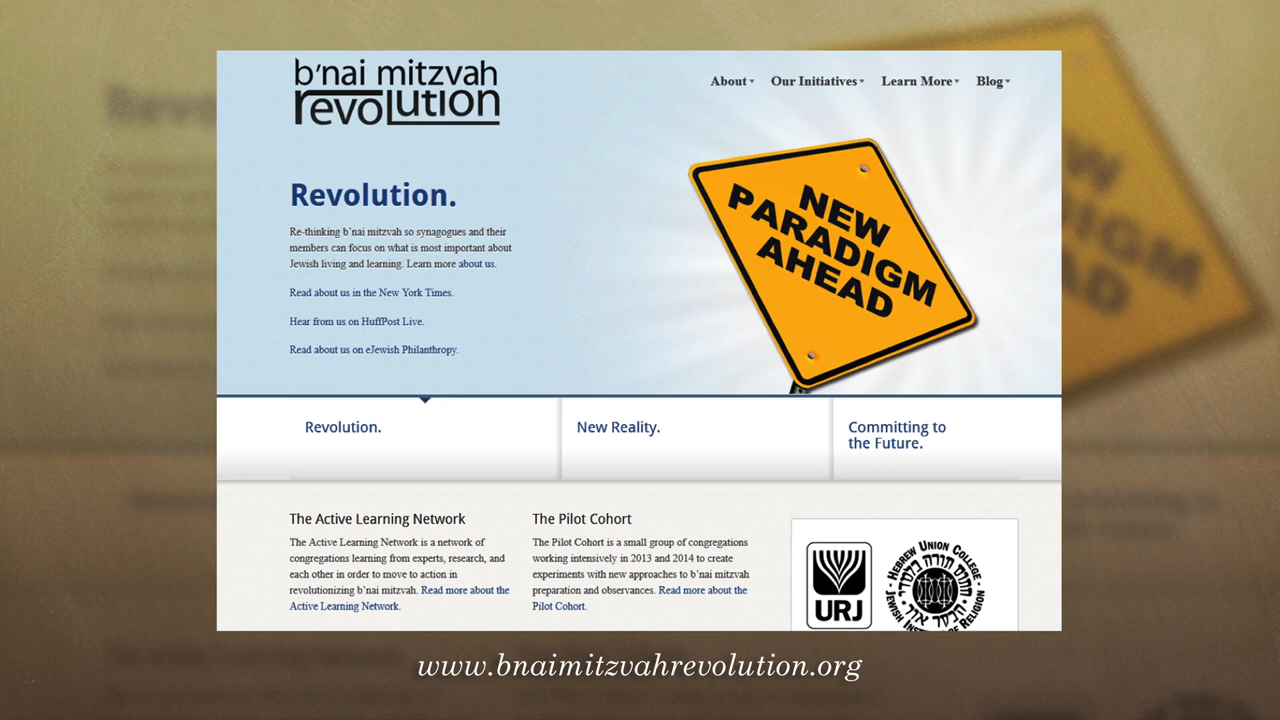 b'nai mitzvah
revolution
About
Our Initiatives
Learn More
Blog
Revolution.
Re-thinking b'nai mitzvah so synagogues and their
members can focus on what is most important about
Jewish living and learning. Learn more about us.
Read about us in the New York Times.
Hear from us on HuffPost Live.
Read about us on eJewish Philanthropy.
NEW
PARADIGM
AHEAD
Revolution.
New Reality.
Committing to
the Future.
The Active Learning Network
The Active Learning Network is a network of
congregations learning from experts, research, and
each other in order to move to action in
revolutionizing b'nai mitzvah. Read more about the
Active Learning Network.
The Pilot Cohort
The Pilot Cohort is a small group of congregations
working intensively in 2013 and 2014 to create
experiments with new approaches to b'nai mitzvah
preparation and observances. Read more about the
Pilot Cohort.
URJ
HEBREW UNION COLLEGE
JEWISH INSTITUTE OF RELIGION
www.bnaimitzvahrevolution.org